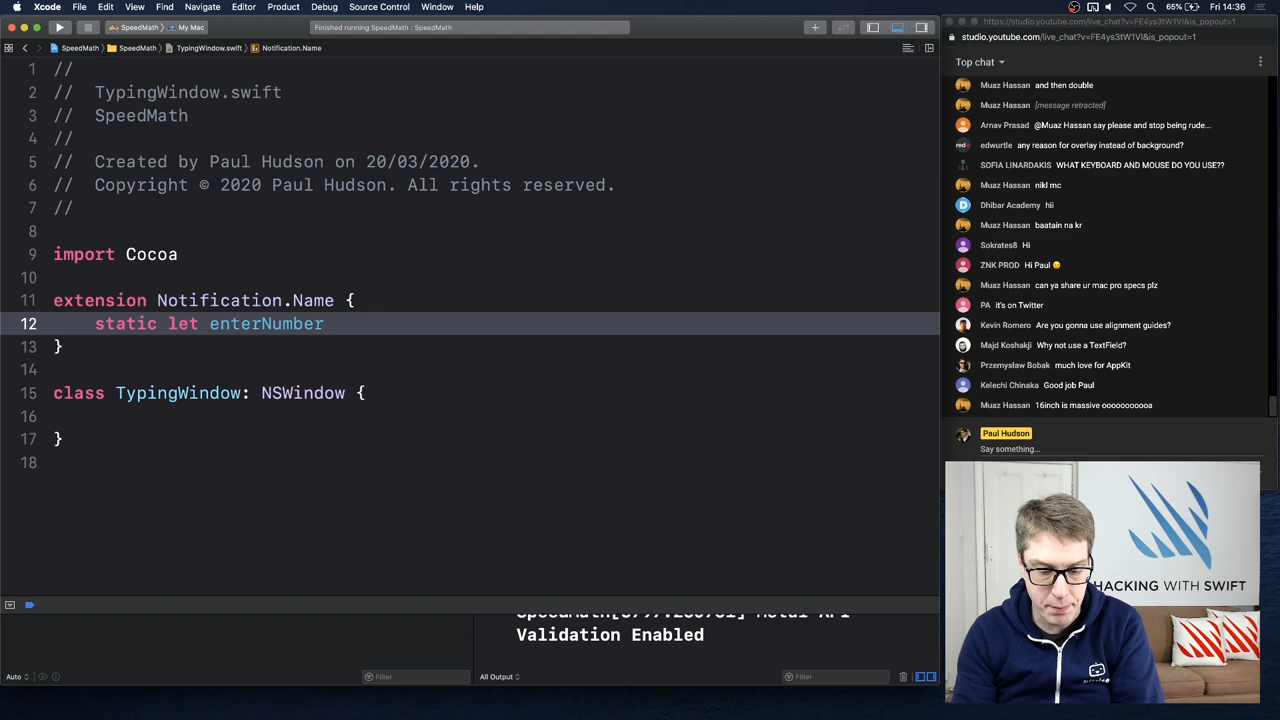 Xcode File Edit View Find Navigate Editor Product Debug Source Control Window Help 65% Fri 14:36
SpeedMath My Mac Finished running SpeedMath : SpeedMath
SpeedMath SpeedMath TypingWindow.swift Notification.Name
1 //
2 // TypingWindow.swift
3 // SpeedMath
4 //
5 // Created by Paul Hudson on 20/03/2020.
6 // Copyright © 2020 Paul Hudson. All rights reserved.
7 //
8
9 import Cocoa
10
11 extension Notification.Name {
12 static let enterNumber
13 }
14
15 class TypingWindow: NSWindow {
16
17 }
18
Validation Enabled
Auto Filter All Output Filter
studio.youtube.com/live_chat?v=FE4ys3tW1VI&is_popout=1
Top chat
Muaz Hassan and then double
Muaz Hassan [message retracted]
Arnav Prasad @Muaz Hassan say please and stop being rude...
edwurtle any reason for overlay instead of background?
SOFIA LINARDAKIS WHAT KEYBOARD AND MOUSE DO YOU USE??
Muaz Hassan nikl mc
Dhibar Academy hii
Muaz Hassan baatain na kr
Sokrates8 Hi
ZNK PROD Hi Paul 😉
Muaz Hassan can ya share ur mac pro specs plz
PA it's on Twitter
Kevin Romero Are you gonna use alignment guides?
Majd Koshakji Why not use a TextField?
Przemysław Bobak much love for AppKit
Kelechi Chinaka Good job Paul
Muaz Hassan 16inch is massive oooooooooa
Paul Hudson
Say something...
HACKING WITH SWIFT